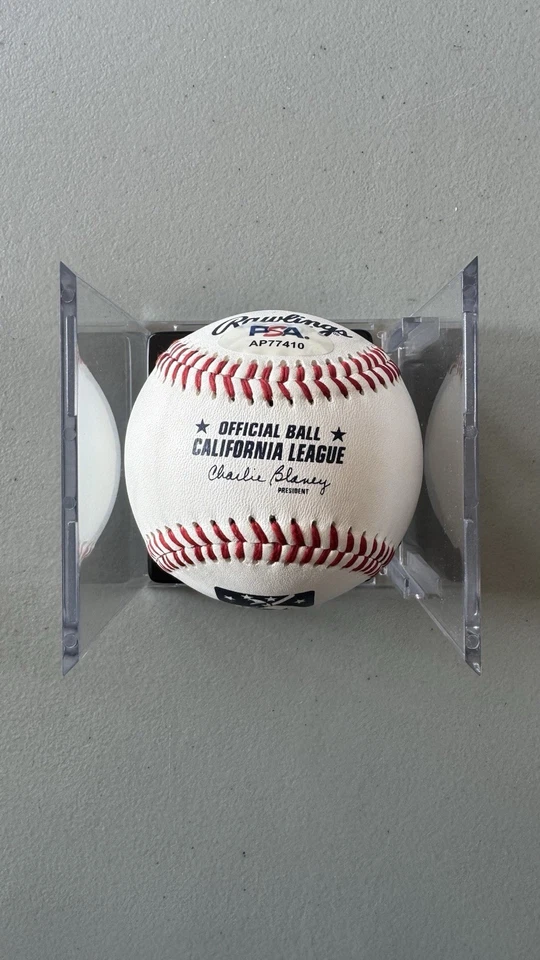 Rawlings
PSA.
AP77410
★ OFFICIAL BALL ★
CALIFORNIA LEAGUE
Charlie Blaney
PRESIDENT